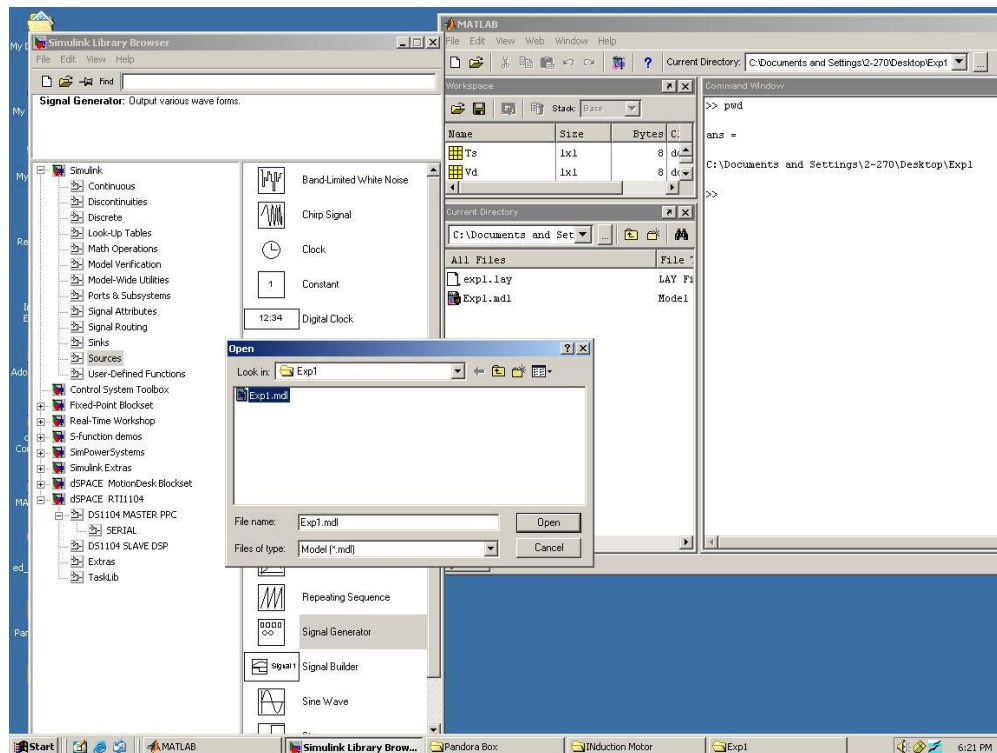 Simulink Library Browser
File Edit View Help
Find
Signal Generator: Output various wave forms.
Simulink
Continuous
Discontinuities
Discrete
Look-Up Tables
Math Operations
Model Verification
Model-Wide Utilities
Ports & Subsystems
Signal Attributes
Signal Routing
Sinks
Sources
User-Defined Functions
Control System Toolbox
Fixed-Point Blockset
Real-Time Workshop
S-function demos
SimPowerSystems
Simulink Extras
dSPACE MotionDesk Blockset
dSPACE RTI1104
DS1104 MASTER PPC
SERIAL
DS1104 SLAVE DSP
Extras
TaskLib
Band-Limited White Noise
Chirp Signal
Clock
1 Constant
12:34 Digital Clock
Repeating Sequence
Signal Generator
Signal 1 Signal Builder
Sine Wave
MATLAB
File Edit View Web Window Help
Current Directory: C:\Documents and Settings\2-270\Desktop\Exp1
Workspace
Stack: Base
Name Size Bytes C
Ts 1x1 8
Vd 1x1 8
Current Directory
C:\Documents and Set
All Files File
exp1.lay LAY Fi
Exp1.mdl Model
Command Window
>> pwd
ans =
C:\Documents and Settings\2-270\Desktop\Exp1
>>
Open
Look in: Exp1
Exp1.mdl
File name: Exp1.mdl Open
Files of type: Model (*.mdl) Cancel
My
My
My
Re
Ado
MA
ed_
Par
Start MATLAB Simulink Library Brow... Pandora Box INduction Motor Exp1 6:21 PM